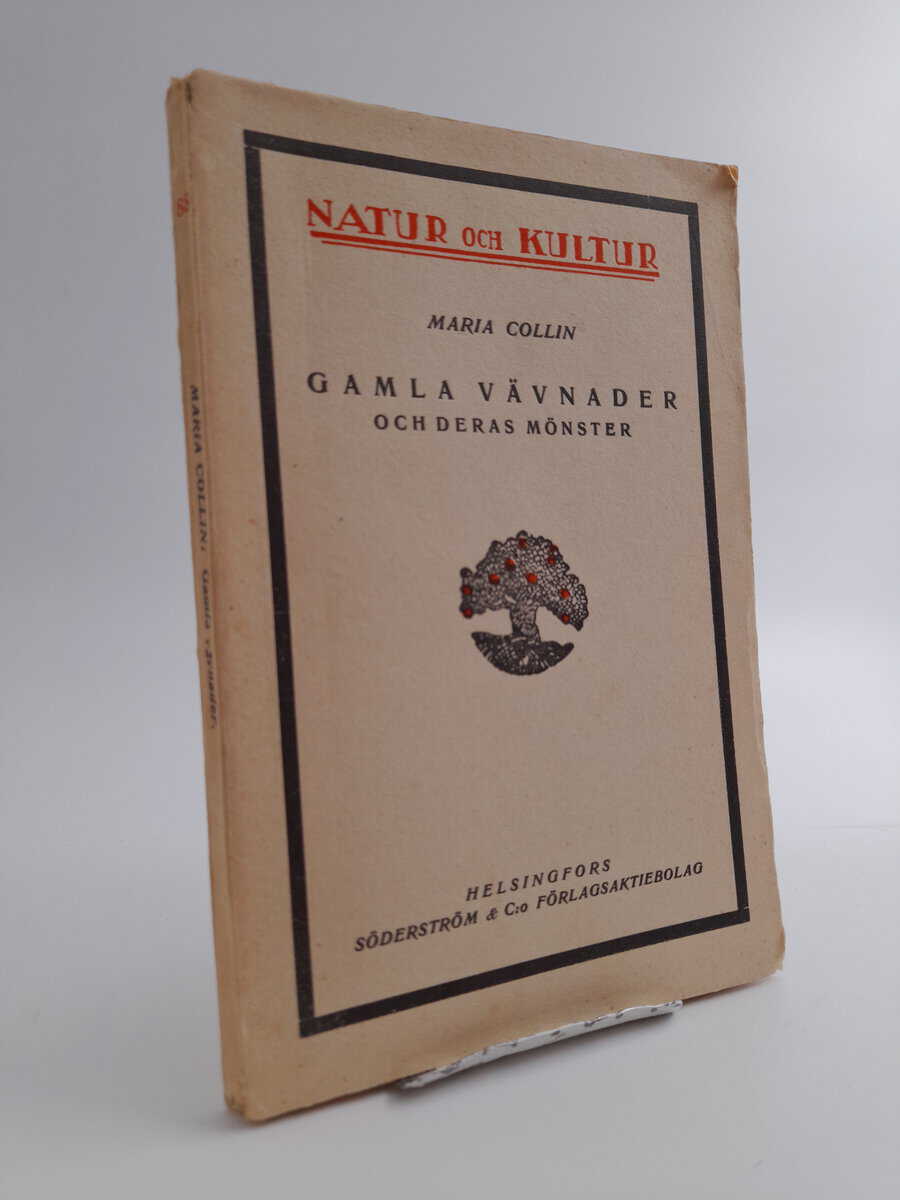 NATUR OCH KULTUR
MARIA COLLIN
GAMLA VÄVNADER
OCH DERAS MÖNSTER
HELSINGFORS
SÖDERSTRÖM & C:o FÖRLAGSAKTIEBOLAG
MARIA COLLIN: Gamla vävnader.